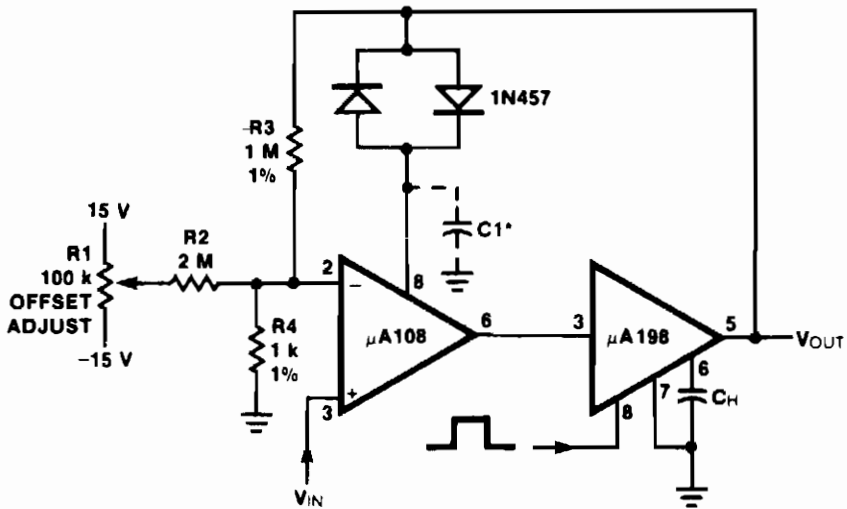 1N457
R3
1 M
1%
C1*
15 V
R1
100 k
OFFSET
ADJUST
–15 V
R2
2 M
R4
1 k
1%
2
–
8
μA108
6
+
3
VIN
3
μA198
5
VOUT
6
7
8
CH